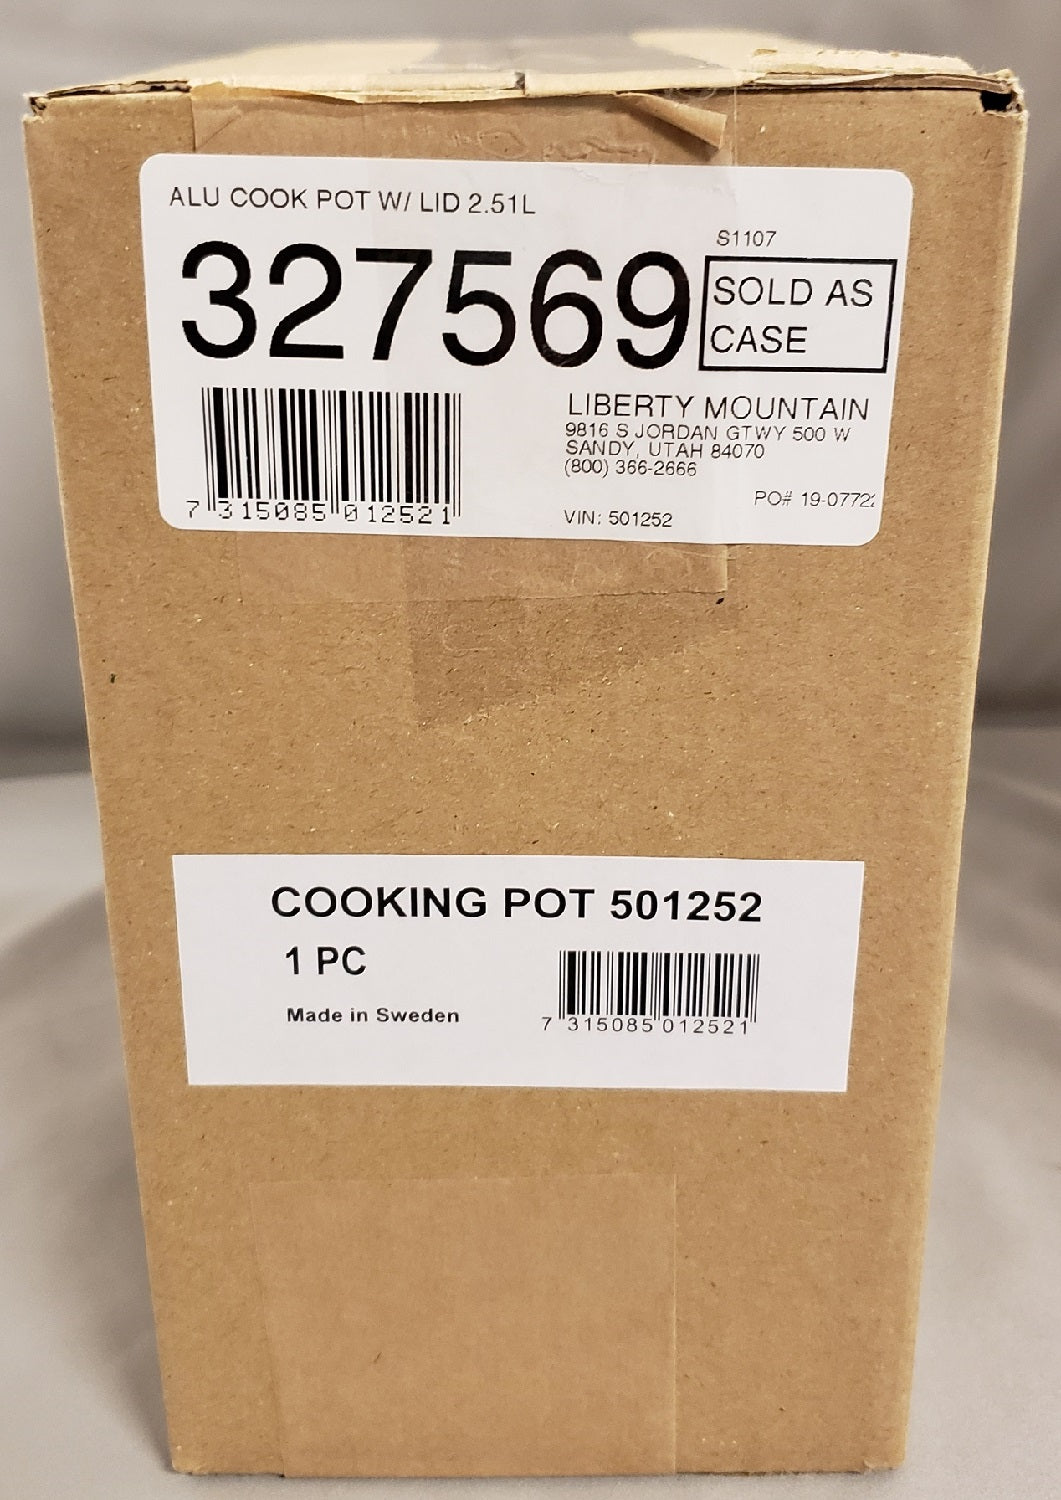 ALU COOK POT W/ LID 2.51L
327569
S1107
SOLD AS
CASE
LIBERTY MOUNTAIN
9816 S JORDAN GTWY 500 W
SANDY, UTAH 84070
(800) 366-2666
PO# 19-0772
VIN: 501252
7 315085 012521
COOKING POT 501252
1 PC
Made in Sweden
7 315085 012521